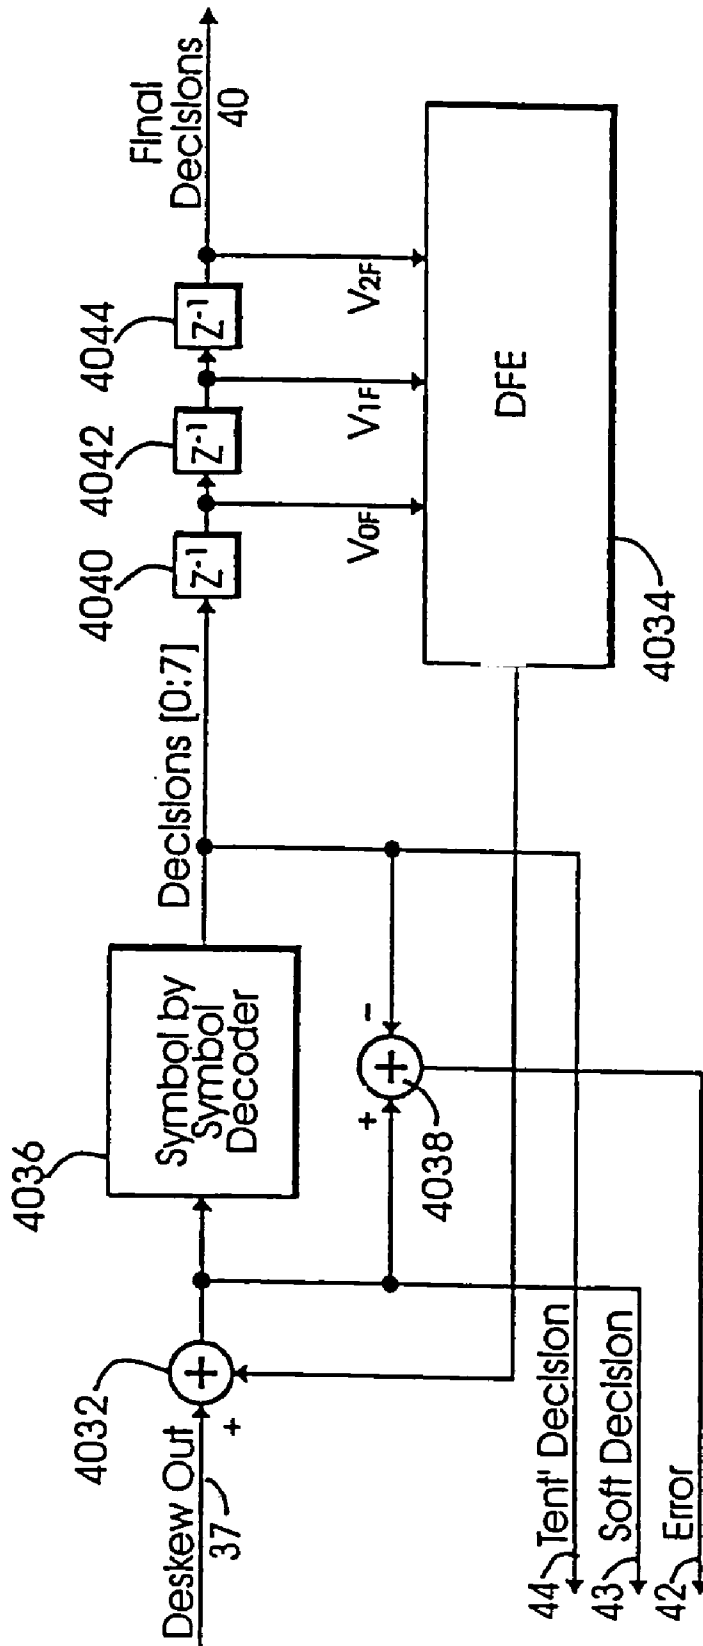 4036
4032
Deskew Out
37
+
+
Symbol by
Symbol
Decoder
Decisions [0:7]
4040
4042
4044
Z-1
Z-1
Z-1
Final
Decisions
40
V0F
V1F
V2F
+
-
+
4038
DFE
4034
44
Tent' Decision
43
Soft Decision
42
Error